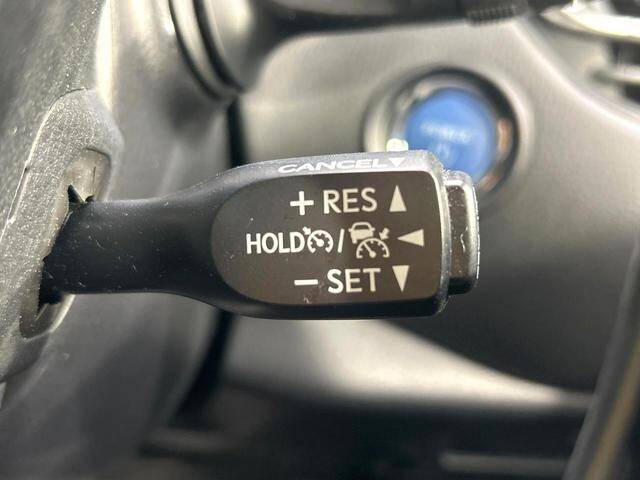 CANCEL▼
+ RES ▲
HOLD / ◀
− SET ▼